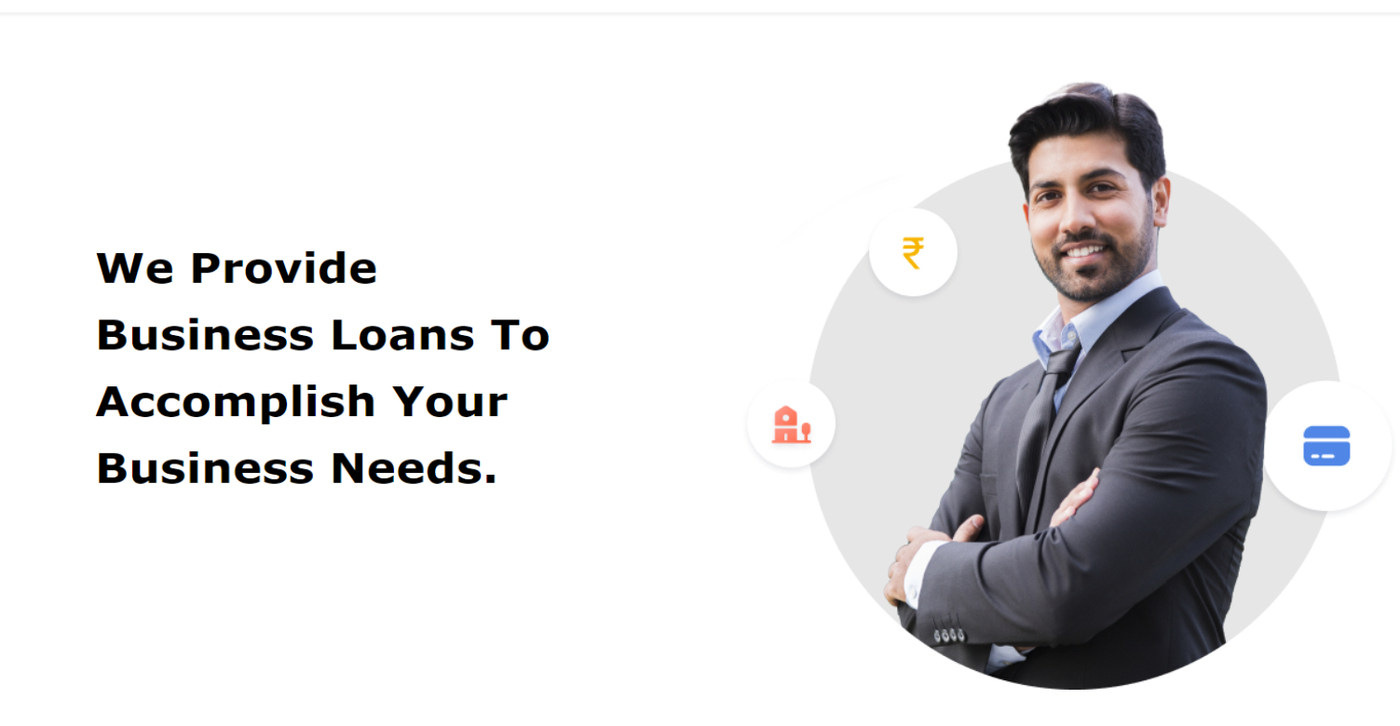 We Provide
Business Loans To
Accomplish Your
Business Needs.
₹